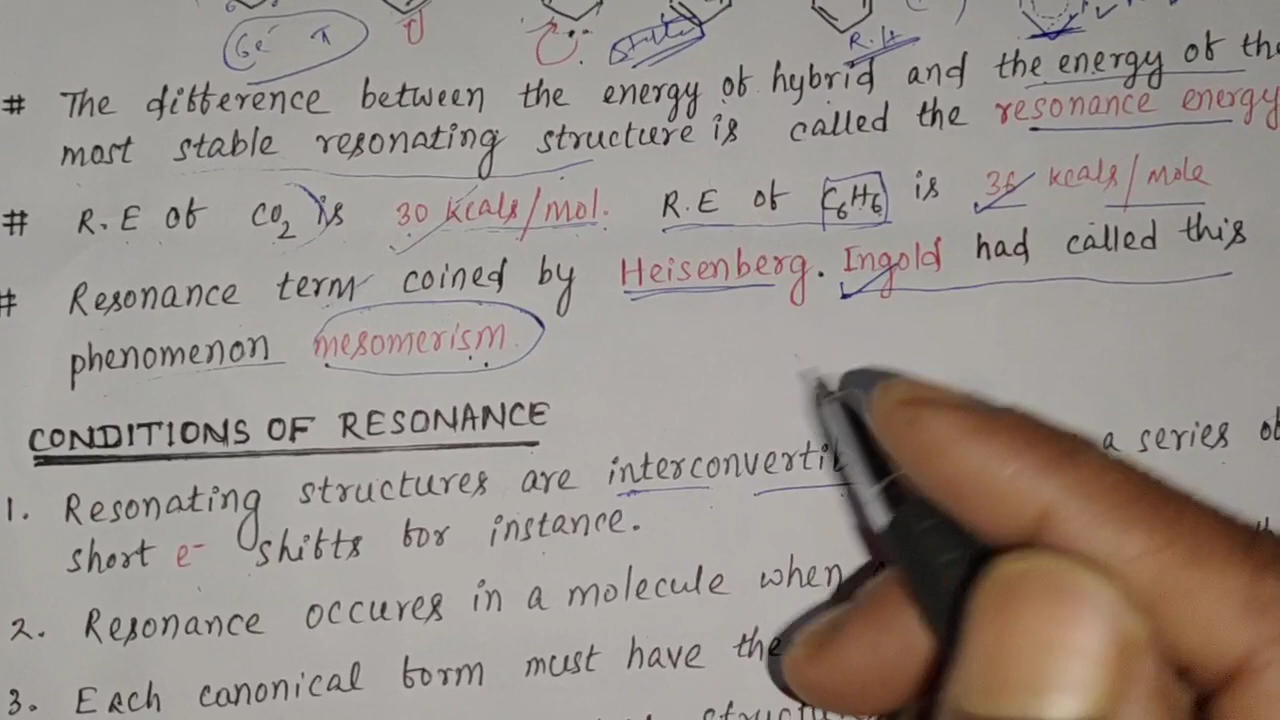 6e⁻ π
R.H
# The difference between the energy of hybrid and the energy of the
most stable resonating structure is called the resonance energy
# R.E of CO₂ is 30 kcals/mol. R.E of C₆H₆ is 36 kcals/mole
# Resonance term coined by Heisenberg. Ingold had called this
phenomenon mesomerism.
CONDITIONS OF RESONANCE
1. Resonating structures are a series of
short e⁻ shifts for instance.
2. Resonance occures in a molecule when
3. Each canonical form must have the